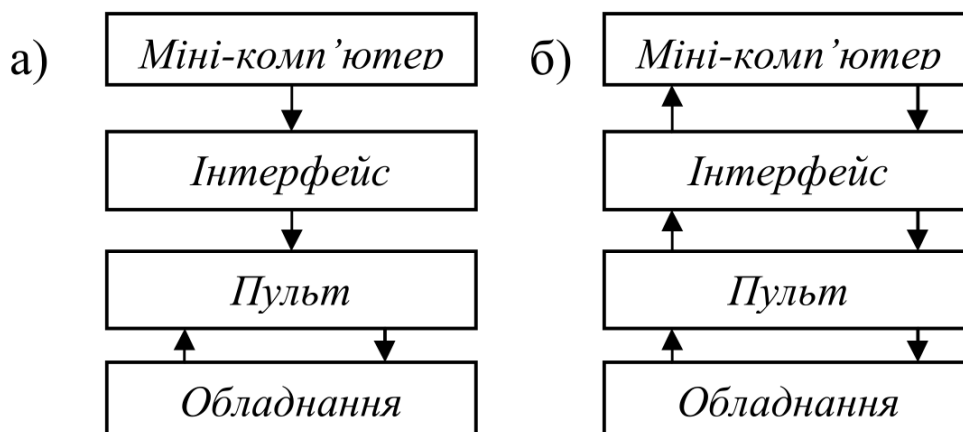 а)
Міні-комп’ютер
Інтерфейс
Пульт
Обладнання
б)
Міні-комп’ютер
Інтерфейс
Пульт
Обладнання